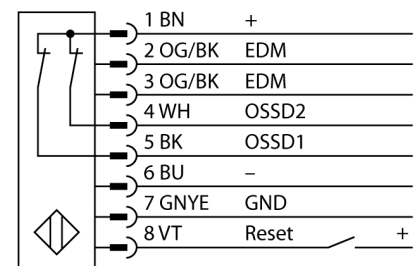 1 BN +
2 OG/BK EDM
3 OG/BK EDM
4 WH OSSD2
5 BK OSSD1
6 BU –
7 GNYE GND
8 VT Reset +